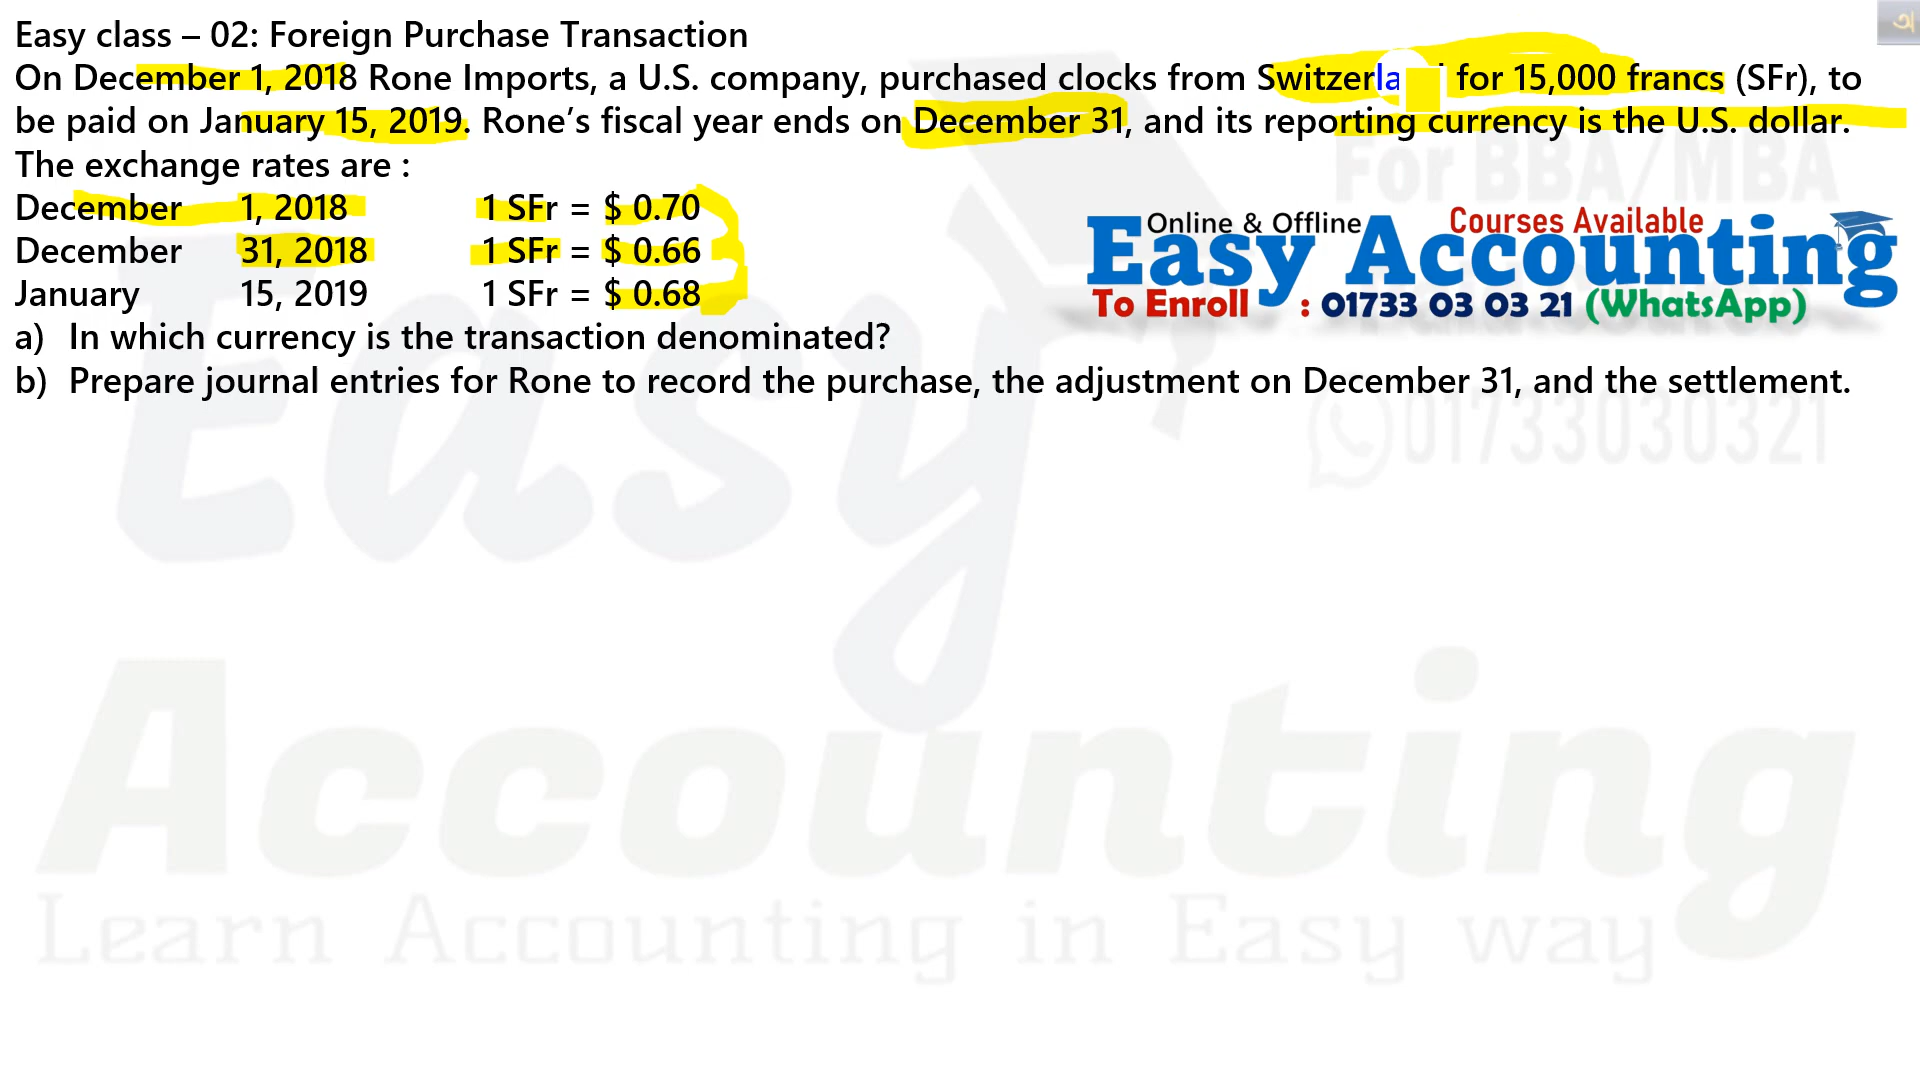 Easy class – 02: Foreign Purchase Transaction
On December 1, 2018 Rone Imports, a U.S. company, purchased clocks from Switzerla for 15,000 francs (SFr), to
be paid on January 15, 2019. Rone’s fiscal year ends on December 31, and its reporting currency is the U.S. dollar.
The exchange rates are :
December 1, 2018 1 SFr = $ 0.70
December 31, 2018 1 SFr = $ 0.66
January 15, 2019 1 SFr = $ 0.68
a) In which currency is the transaction denominated?
b) Prepare journal entries for Rone to record the purchase, the adjustment on December 31, and the settlement.
অ
For BBA/MBA
Online & Offline Courses Available
Easy Accounting
To Enroll : 01733 03 03 21 (WhatsApp)
01733030321
Easy
Accounting
Learn Accounting in Easy way